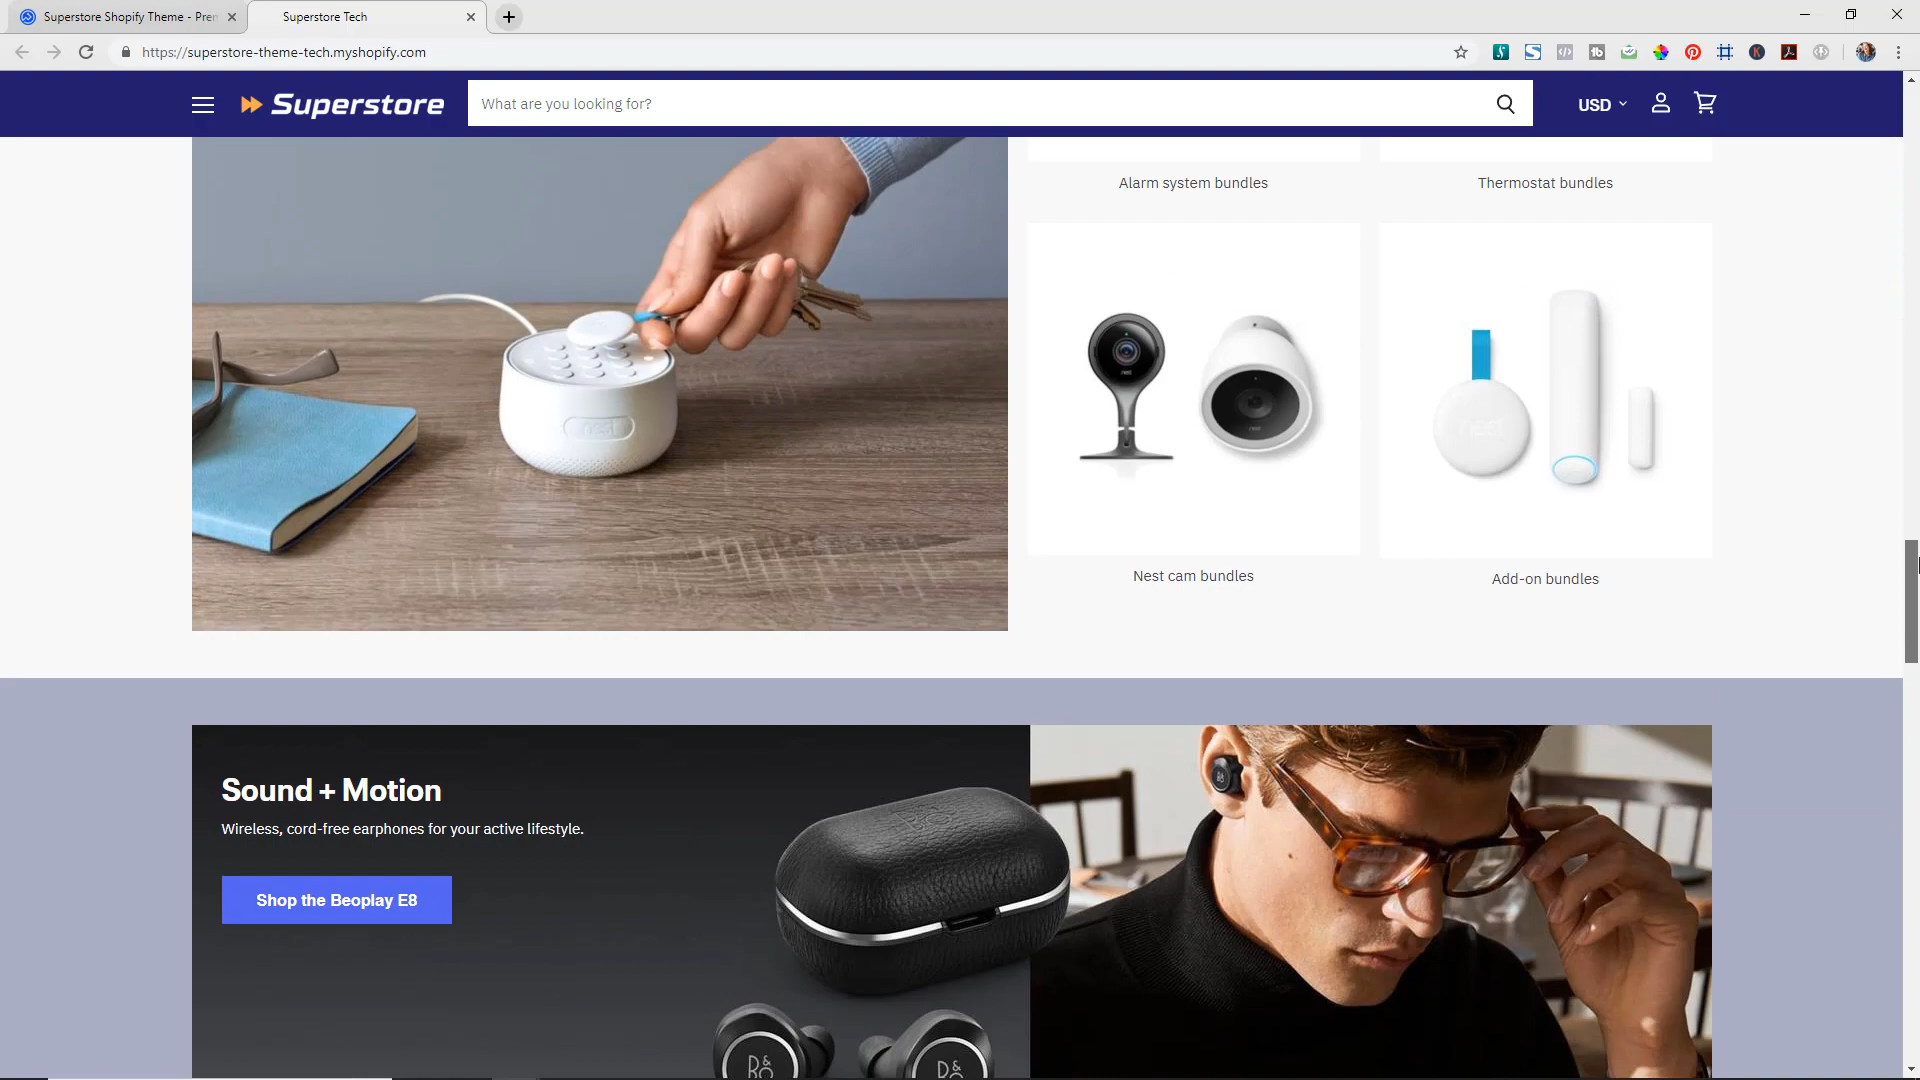 Superstore Shopify Theme - Prem
Superstore Tech
https://superstore-theme-tech.myshopify.com
Superstore
What are you looking for?
USD
Alarm system bundles
Thermostat bundles
nest
Nest cam bundles
Add-on bundles
Sound + Motion
Wireless, cord-free earphones for your active lifestyle.
Shop the Beoplay E8
B&O
B&O